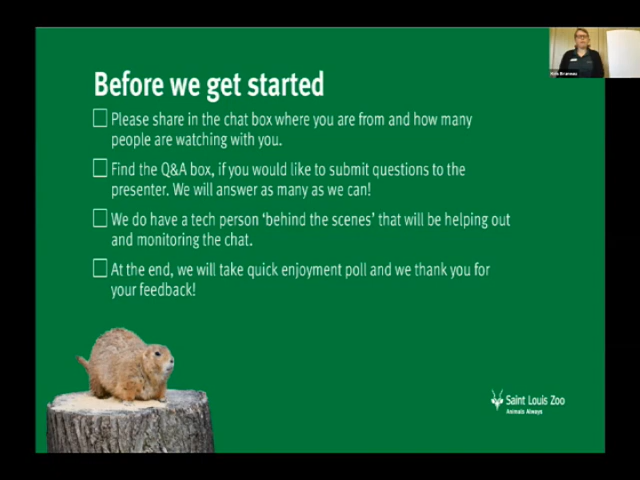 Before we get started
Please share in the chat box where you are from and how many
people are watching with you.
Find the Q&A box, if you would like to submit questions to the
presenter. We will answer as many as we can!
We do have a tech person ‘behind the scenes’ that will be helping out
and monitoring the chat.
At the end, we will take quick enjoyment poll and we thank you for
your feedback!
Saint Louis Zoo
Animals Always